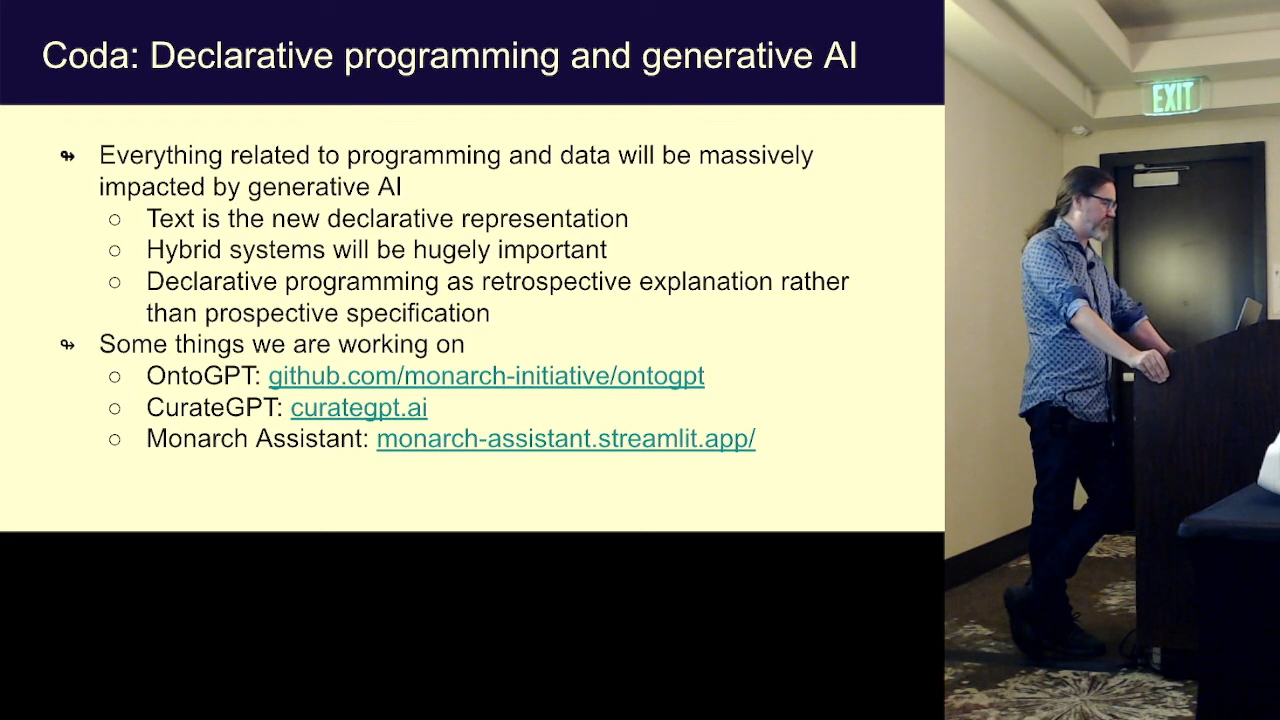 Coda: Declarative programming and generative AI
Everything related to programming and data will be massively
impacted by generative AI
Text is the new declarative representation
Hybrid systems will be hugely important
Declarative programming as retrospective explanation rather
than prospective specification
Some things we are working on
OntoGPT: github.com/monarch-initiative/ontogpt
CurateGPT: curategpt.ai
Monarch Assistant: monarch-assistant.streamlit.app/
EXIT